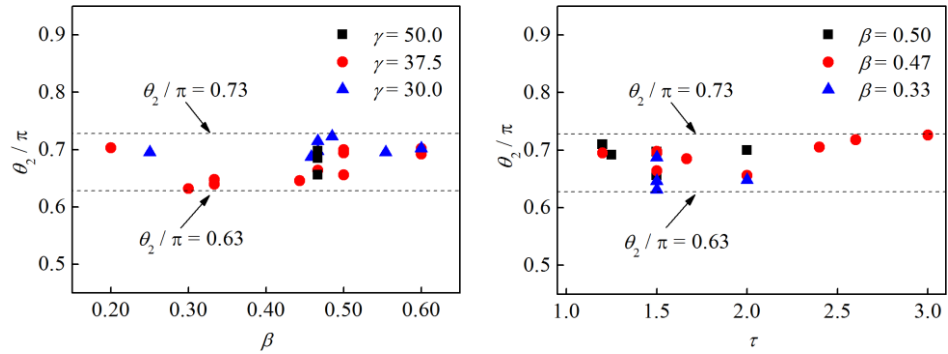 0.9
0.8
0.7
0.6
0.5
θ₂ / π
γ = 50.0
γ = 37.5
γ = 30.0
θ₂ / π = 0.73
θ₂ / π = 0.63
0.20 0.30 0.40 0.50 0.60
β
0.9
0.8
0.7
0.6
0.5
θ₂ / π
β = 0.50
β = 0.47
β = 0.33
θ₂ / π = 0.73
θ₂ / π = 0.63
1.0 1.5 2.0 2.5 3.0
τ